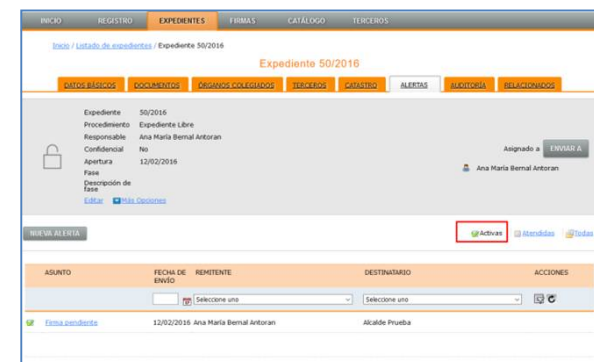 INICIO REGISTRO EXPEDIENTES FIRMAS CATÁLOGO TERCEROS
Inicio / Listado de expedientes / Expediente 50/2016
Expediente 50/2016
DATOS BÁSICOS DOCUMENTOS ÓRGANOS COLEGIADOS TERCEROS CATASTRO ALERTAS AUDITORÍA RELACIONADOS
Expediente 50/2016
Procedimiento Expediente Libre
Responsable Ana María Bernal Antoran
Confidencial No
Apertura 12/02/2016
Fase
Descripción de
fase
Editar Más Opciones
Asignado a ENVIAR A
Ana María Bernal Antoran
NUEVA ALERTA
Activas Atendidas Todas
ASUNTO FECHA DE ENVÍO REMITENTE DESTINATARIO ACCIONES
Seleccione uno Seleccione uno
Firma pendiente 12/02/2016 Ana María Bernal Antoran Alcalde Prueba